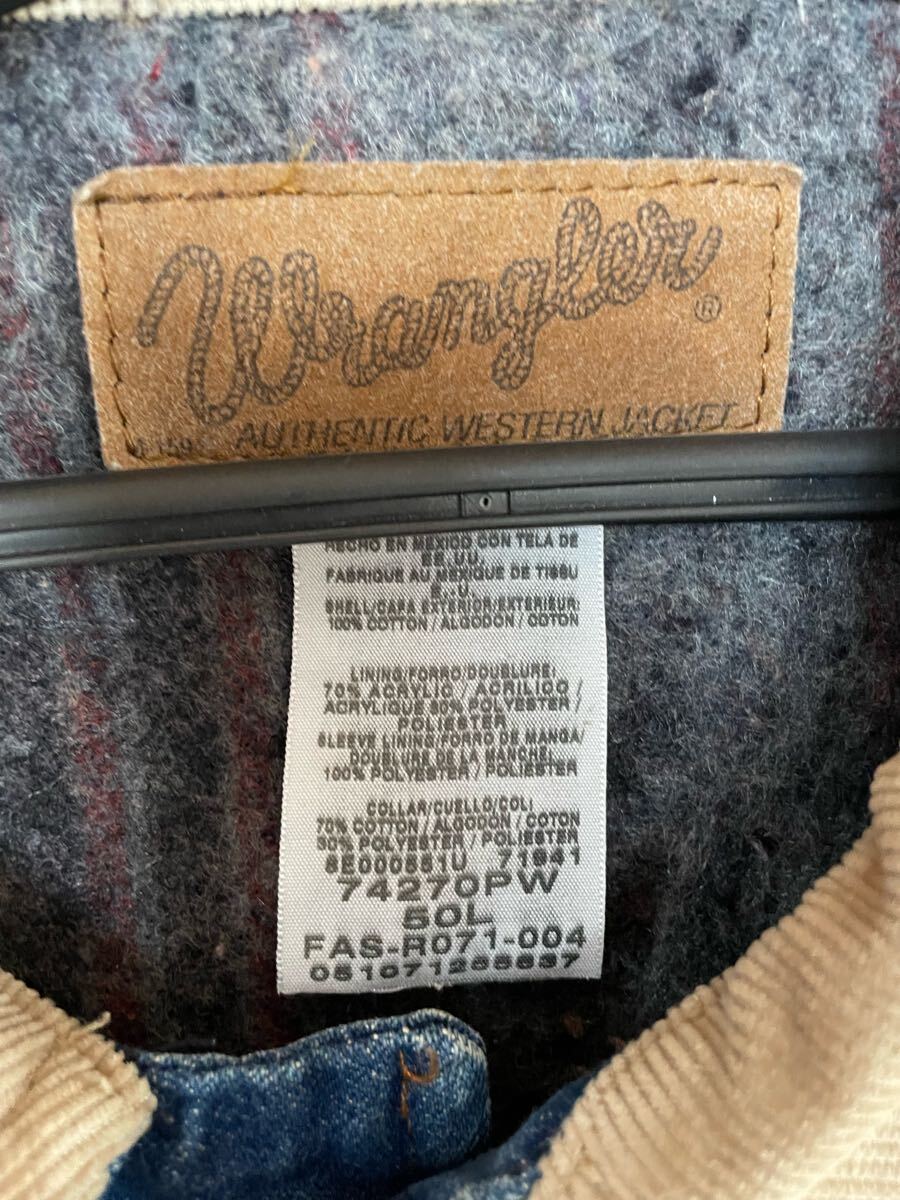 Wrangler®
AUTHENTIC WESTERN JACKET
HECHO EN MEXICO CON TELA DE
EE.UU.
FABRIQUE AU MEXIQUE DE TISSU
E.-U.
SHELL/CAPA EXTERIOR/EXTERIEUR:
100% COTTON / ALGODON / COTON
LINING/FORRO/DOUBLURE:
70% ACRYLIC / ACRILICO /
ACRYLIQUE 30% POLYESTER /
POLIESTER
SLEEVE LINING/FORRO DE MANGA/
DOUBLURE DE LA MANCHE:
100% POLYESTER / POLIESTER
COLLAR/CUELLO/COL:
70% COTTON / ALGODON / COTON
30% POLYESTER / POLIESTER
71641
74270PW
50L
FAS-R071-004